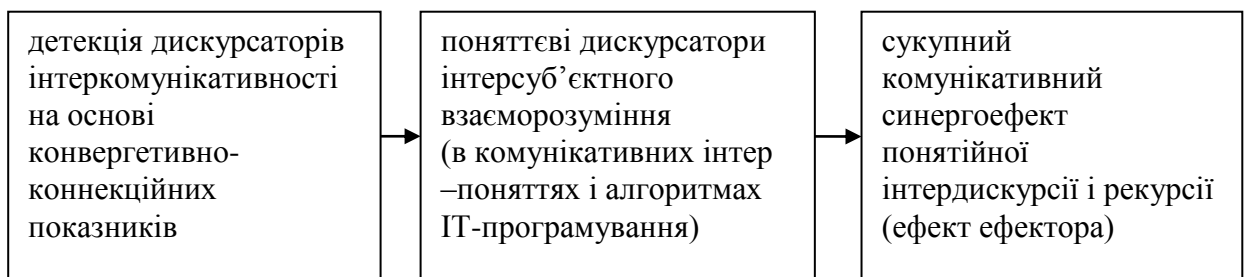 детекція дискурсаторів
інтеркомунікативності
на основі
конвергетивно-
коннекційних
показників
поняттєві дискурсатори
інтерсуб’єктного
взаєморозуміння
(в комунікативних інтер
–поняттях і алгоритмах
ІТ-програмування)
сукупний
комунікативний
синергоефект
понятійної
інтердискурсії і рекурсії
(ефект ефектора)